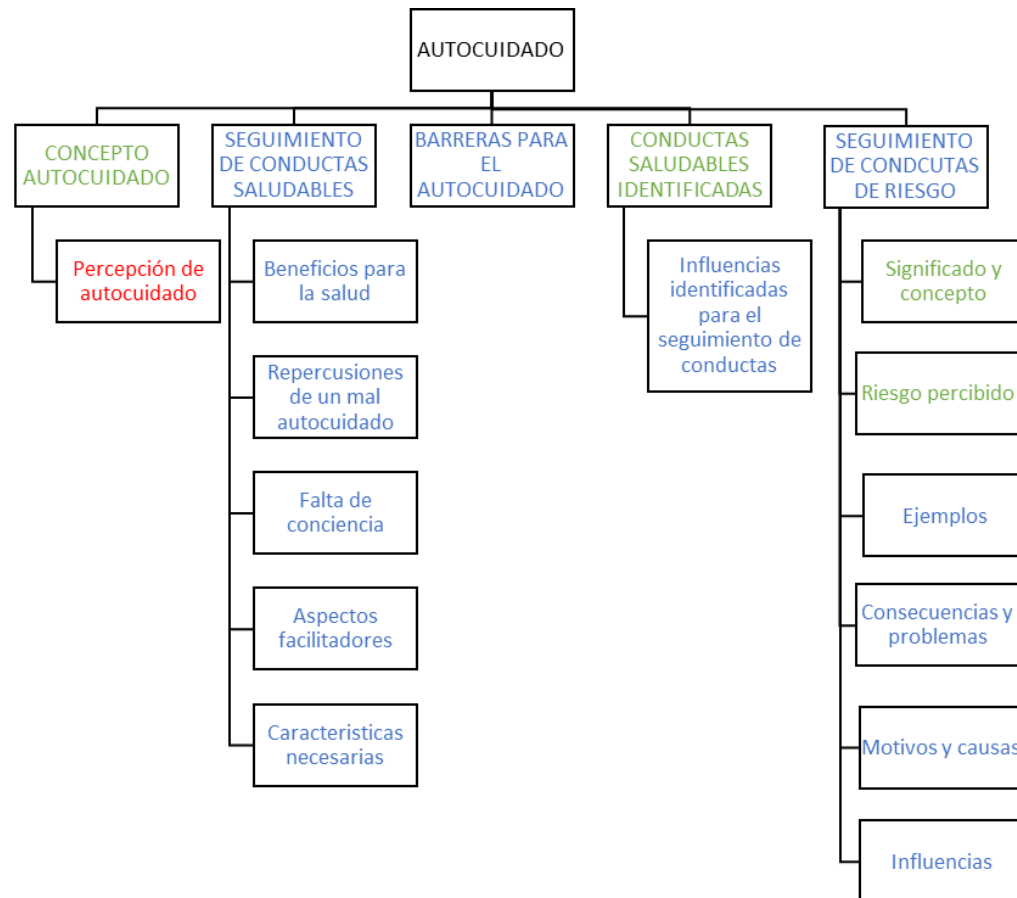 AUTOCUIDADO
CONCEPTO
AUTOCUIDADO
SEGUIMIENTO
DE CONDUCTAS
SALUDABLES
BARRERAS PARA
EL
AUTOCUIDADO
CONDUCTAS
SALUDABLES
IDENTIFICADAS
SEGUIMIENTO
DE CONDCUTAS
DE RIESGO
Percepción de
autocuidado
Beneficios para
la salud
Repercusiones
de un mal
autocuidado
Falta de
conciencia
Aspectos
facilitadores
Caracteristicas
necesarias
Influencias
identificadas
para el
seguimiento de
conductas
Significado y
concepto
Riesgo percibido
Ejemplos
Consecuencias y
problemas
Motivos y causas
Influencias